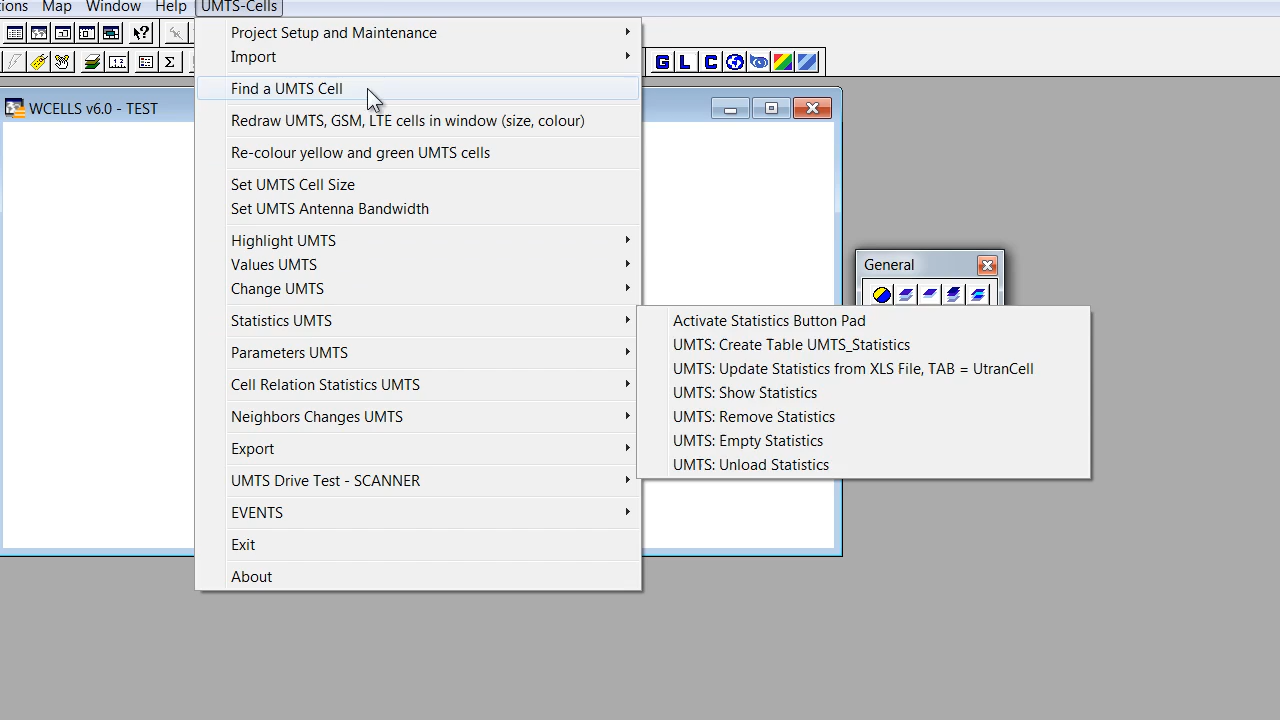 ions Map Window Help UMTS-Cells
G L C
WCELLS v6.0 - TEST
Project Setup and Maintenance
Import
Find a UMTS Cell
Redraw UMTS, GSM, LTE cells in window (size, colour)
Re-colour yellow and green UMTS cells
Set UMTS Cell Size
Set UMTS Antenna Bandwidth
Highlight UMTS
Values UMTS
Change UMTS
Statistics UMTS
Parameters UMTS
Cell Relation Statistics UMTS
Neighbors Changes UMTS
Export
UMTS Drive Test - SCANNER
EVENTS
Exit
About
General
Activate Statistics Button Pad
UMTS: Create Table UMTS_Statistics
UMTS: Update Statistics from XLS File, TAB = UtranCell
UMTS: Show Statistics
UMTS: Remove Statistics
UMTS: Empty Statistics
UMTS: Unload Statistics